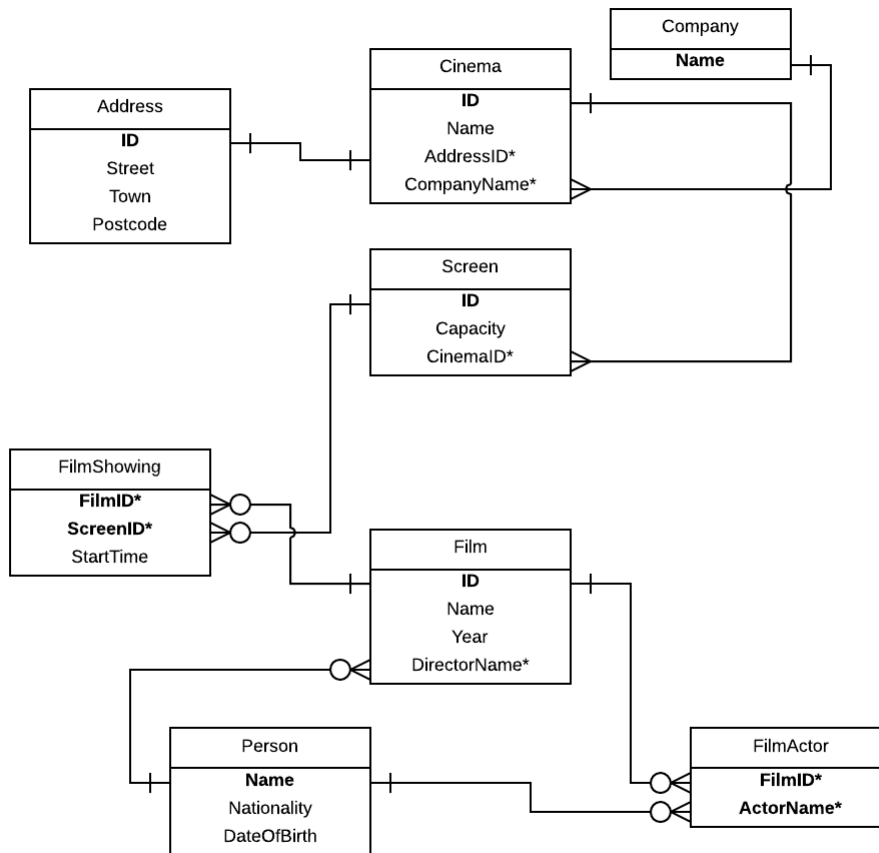 Company
Name
Cinema
ID
Name
AddressID*
CompanyName*
Address
ID
Street
Town
Postcode
Screen
ID
Capacity
CinemaID*
FilmShowing
FilmID*
ScreenID*
StartTime
Film
ID
Name
Year
DirectorName*
Person
Name
Nationality
DateOfBirth
FilmActor
FilmID*
ActorName*